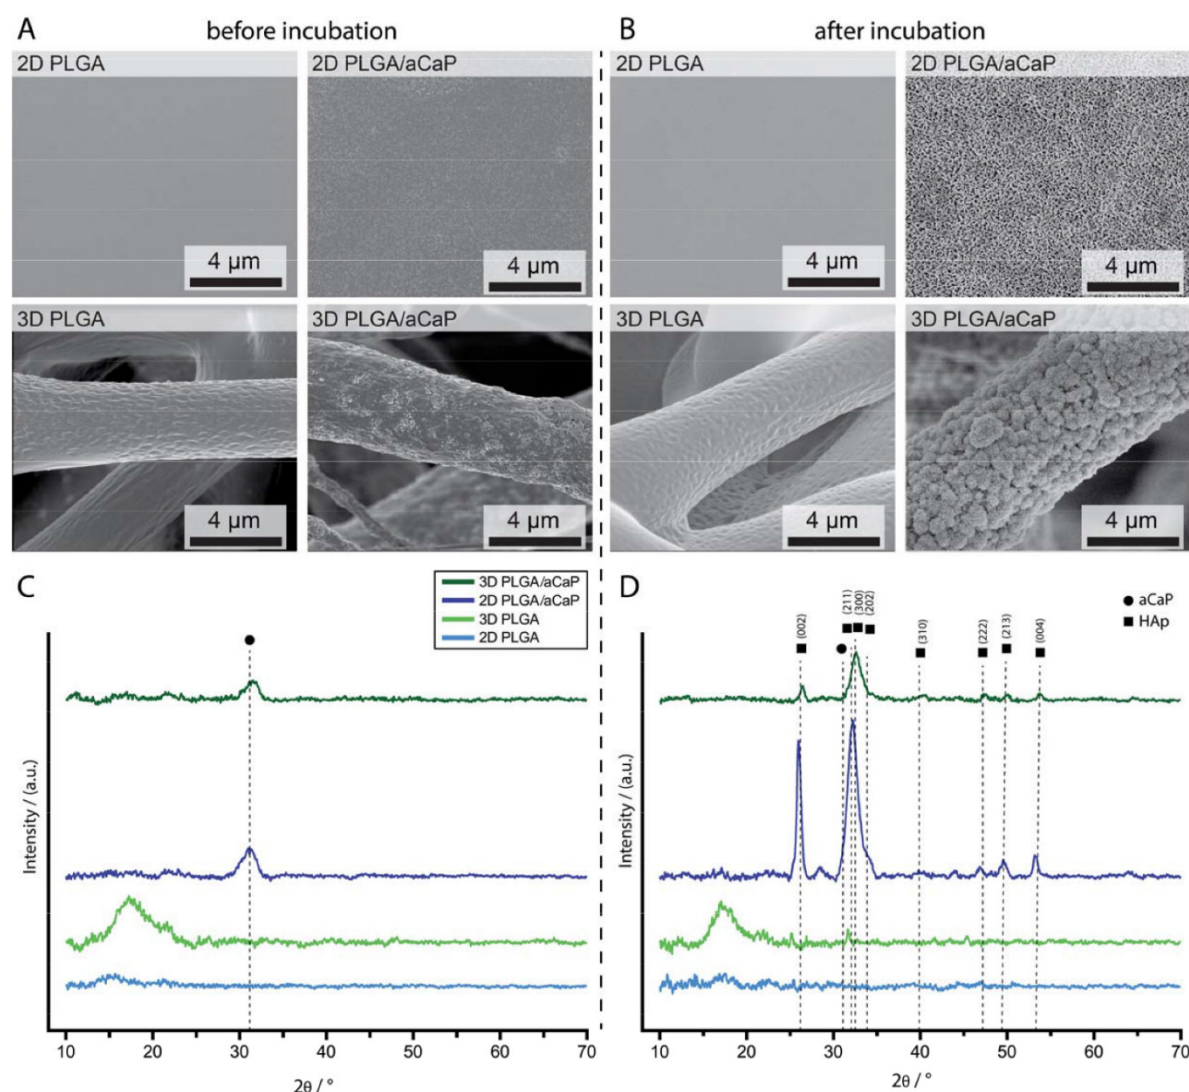 A before incubation B after incubation
2D PLGA 2D PLGA/aCaP 2D PLGA 2D PLGA/aCaP
4 µm 4 µm 4 µm 4 µm
3D PLGA 3D PLGA/aCaP 3D PLGA 3D PLGA/aCaP
4 µm 4 µm 4 µm 4 µm
C
3D PLGA/aCaP
2D PLGA/aCaP
3D PLGA
2D PLGA
Intensity / (a.u.)
10 20 30 40 50 60 70
2θ / °
D
(002) (211) (300) (202) (310) (222) (213) (004)
aCaP
HAp
Intensity / (a.u.)
10 20 30 40 50 60 70
2θ / °